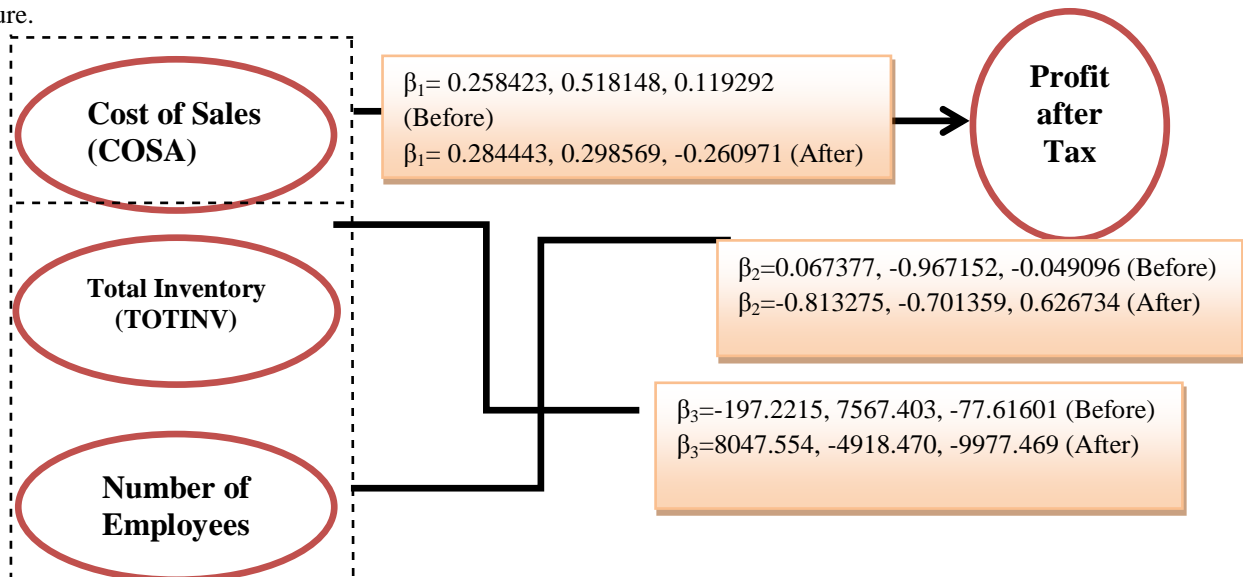 ure.
Cost of Sales
(COSA)
β₁= 0.258423, 0.518148, 0.119292
(Before)
β₁= 0.284443, 0.298569, -0.260971 (After)
Profit
after
Tax
Total Inventory
(TOTINV)
β₂=0.067377, -0.967152, -0.049096 (Before)
β₂=-0.813275, -0.701359, 0.626734 (After)
β₃=-197.2215, 7567.403, -77.61601 (Before)
β₃=8047.554, -4918.470, -9977.469 (After)
Number of
Employees